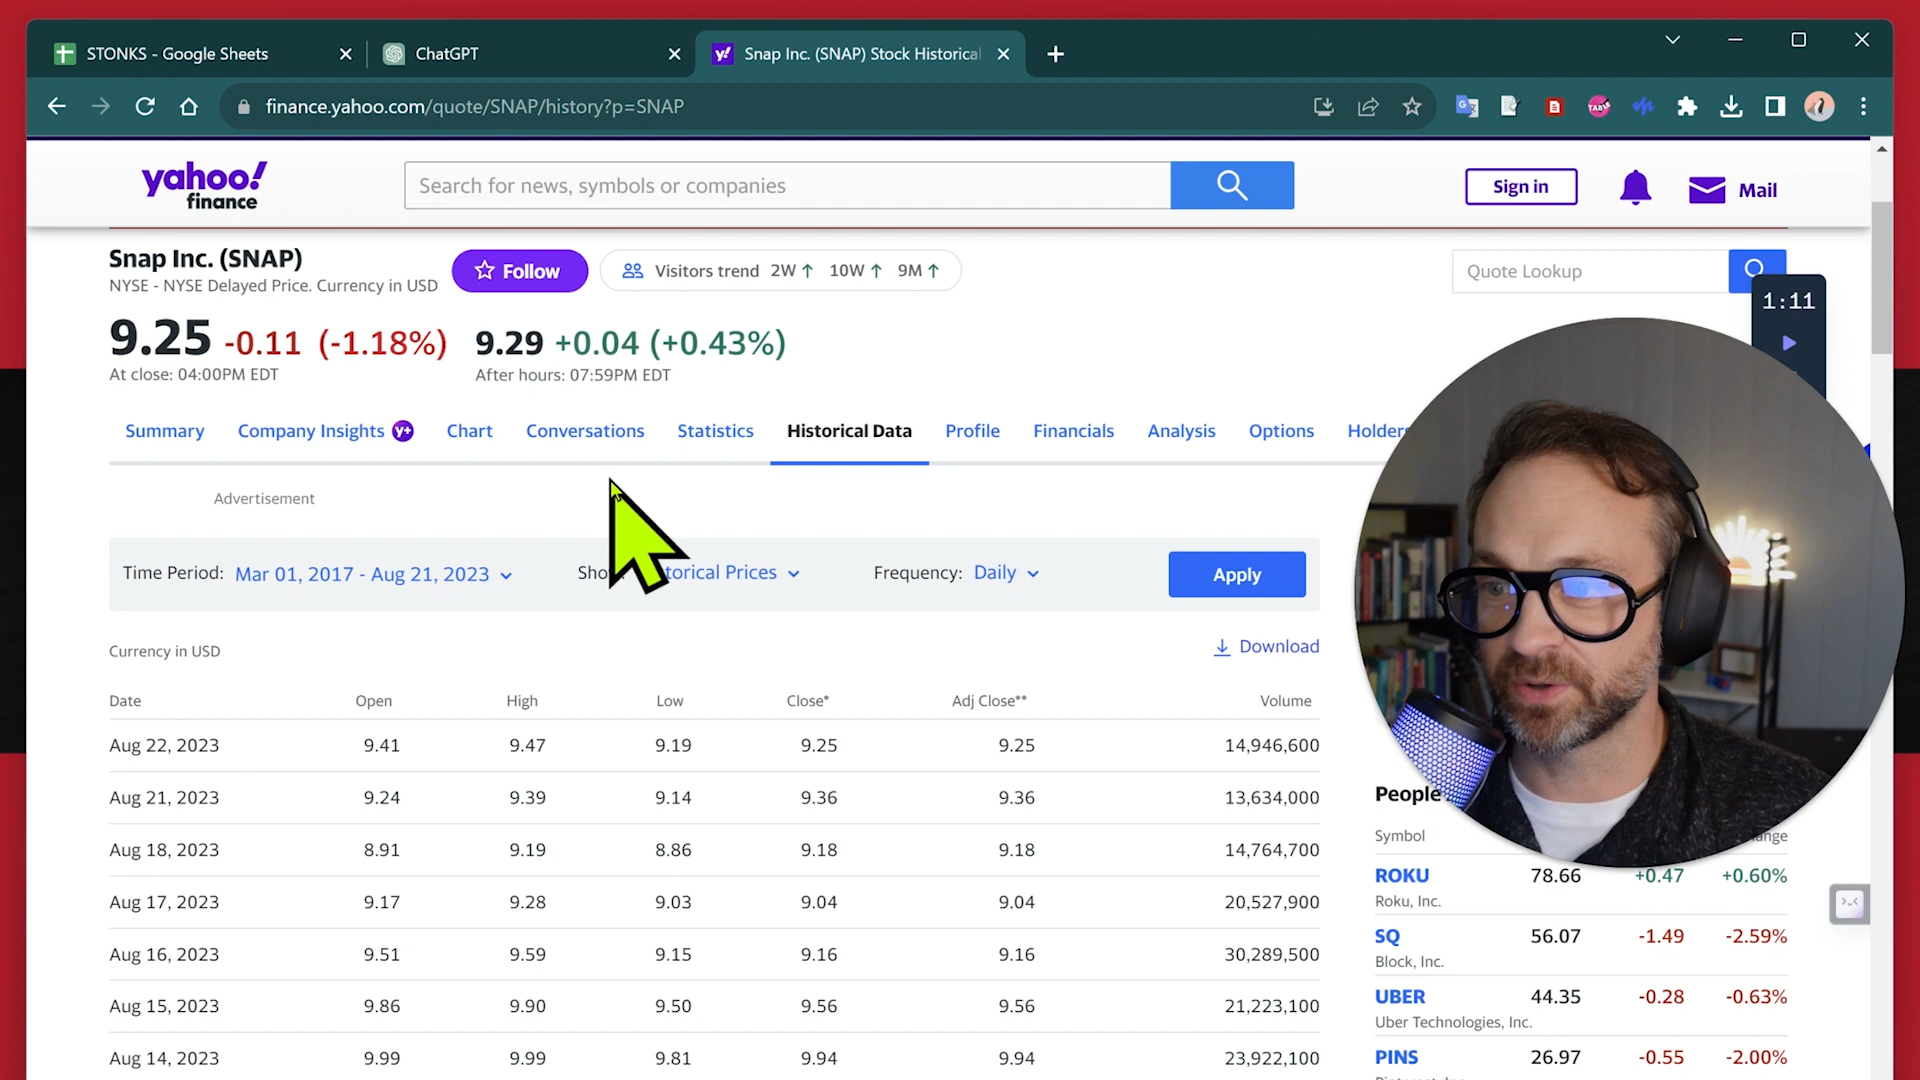 STONKS - Google Sheets
ChatGPT
Snap Inc. (SNAP) Stock Historical
finance.yahoo.com/quote/SNAP/history?p=SNAP
yahoo!
finance
Search for news, symbols or companies
Sign in
Mail
Snap Inc. (SNAP)
NYSE - NYSE Delayed Price. Currency in USD
Follow
Visitors trend 2W ↑ 10W ↑ 9M ↑
Quote Lookup
1:11
9.25 -0.11 (-1.18%)
At close: 04:00PM EDT
9.29 +0.04 (+0.43%)
After hours: 07:59PM EDT
Summary Company Insights Y+ Chart Conversations Statistics Historical Data Profile Financials Analysis Options Holders
Advertisement
Time Period: Mar 01, 2017 - Aug 21, 2023 Prices Frequency: Daily Apply
Currency in USD
Download
Date Open High Low Close* Adj Close** Volume
Aug 22, 2023 9.41 9.47 9.19 9.25 9.25 14,946,600
Aug 21, 2023 9.24 9.39 9.14 9.36 9.36 13,634,000
Aug 18, 2023 8.91 9.19 8.86 9.18 9.18 14,764,700
Aug 17, 2023 9.17 9.28 9.03 9.04 9.04 20,527,900
Aug 16, 2023 9.51 9.59 9.15 9.16 9.16 30,289,500
Aug 15, 2023 9.86 9.90 9.50 9.56 9.56 21,223,100
Aug 14, 2023 9.99 9.99 9.81 9.94 9.94 23,922,100
People
Symbol
ROKU 78.66 +0.47 +0.60%
Roku, Inc.
SQ 56.07 -1.49 -2.59%
Block, Inc.
UBER 44.35 -0.28 -0.63%
Uber Technologies, Inc.
PINS 26.97 -0.55 -2.00%